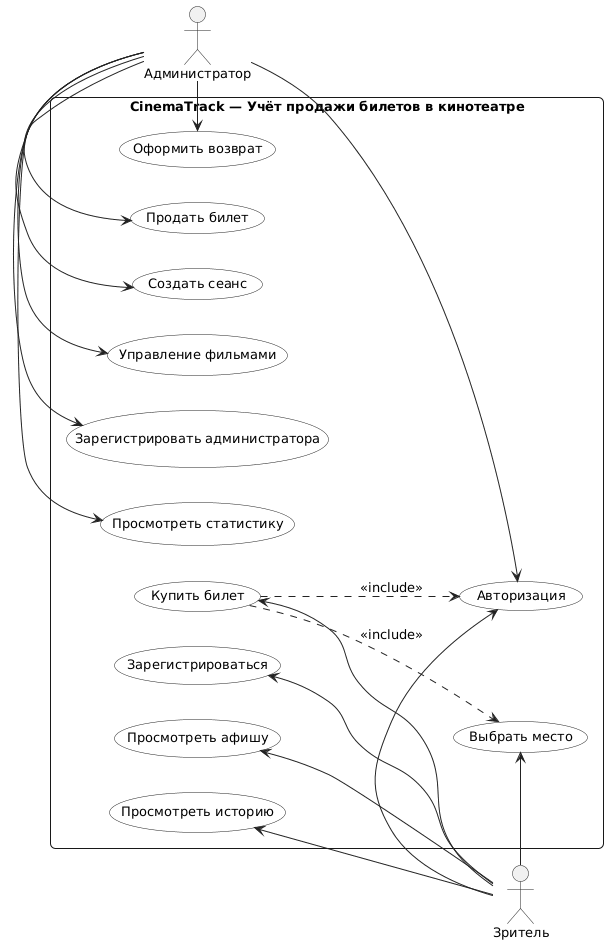 Администратор
CinemaTrack — Учёт продажи билетов в кинотеатре
Оформить возврат
Продать билет
Создать сеанс
Управление фильмами
Зарегистрировать администратора
Просмотреть статистику
«include»
Купить билет
Авторизация
«include»
Зарегистрироваться
Просмотреть афишу
Выбрать место
Просмотреть историю
Зритель